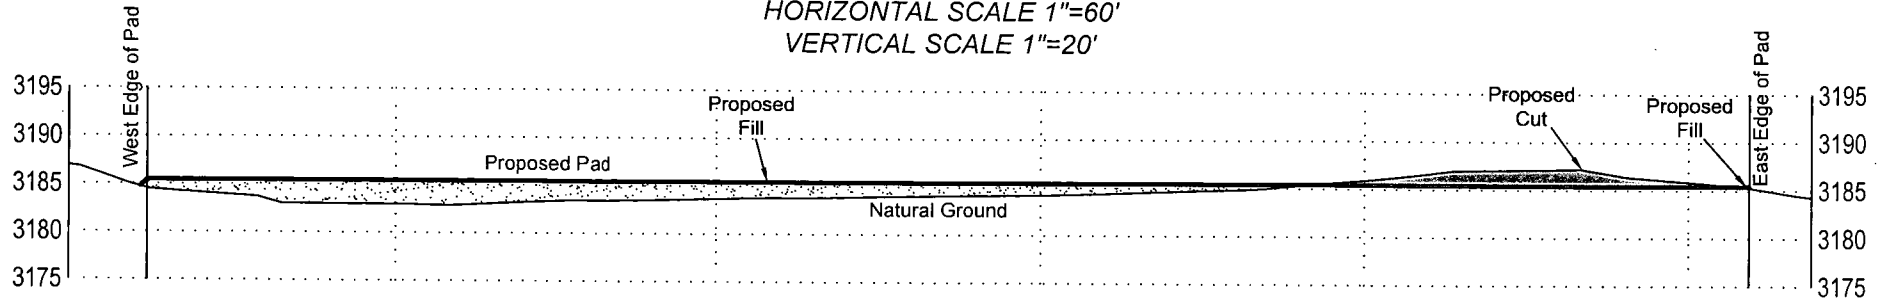 HORIZONTAL SCALE 1"=60'
VERTICAL SCALE 1"=20'
West Edge of Pad
East Edge of Pad
3195
3190
3185
3180
3175
Proposed
Fill
Proposed
Cut
Proposed
Fill
Proposed Pad
Natural Ground
3195
3190
3185
3180
3175